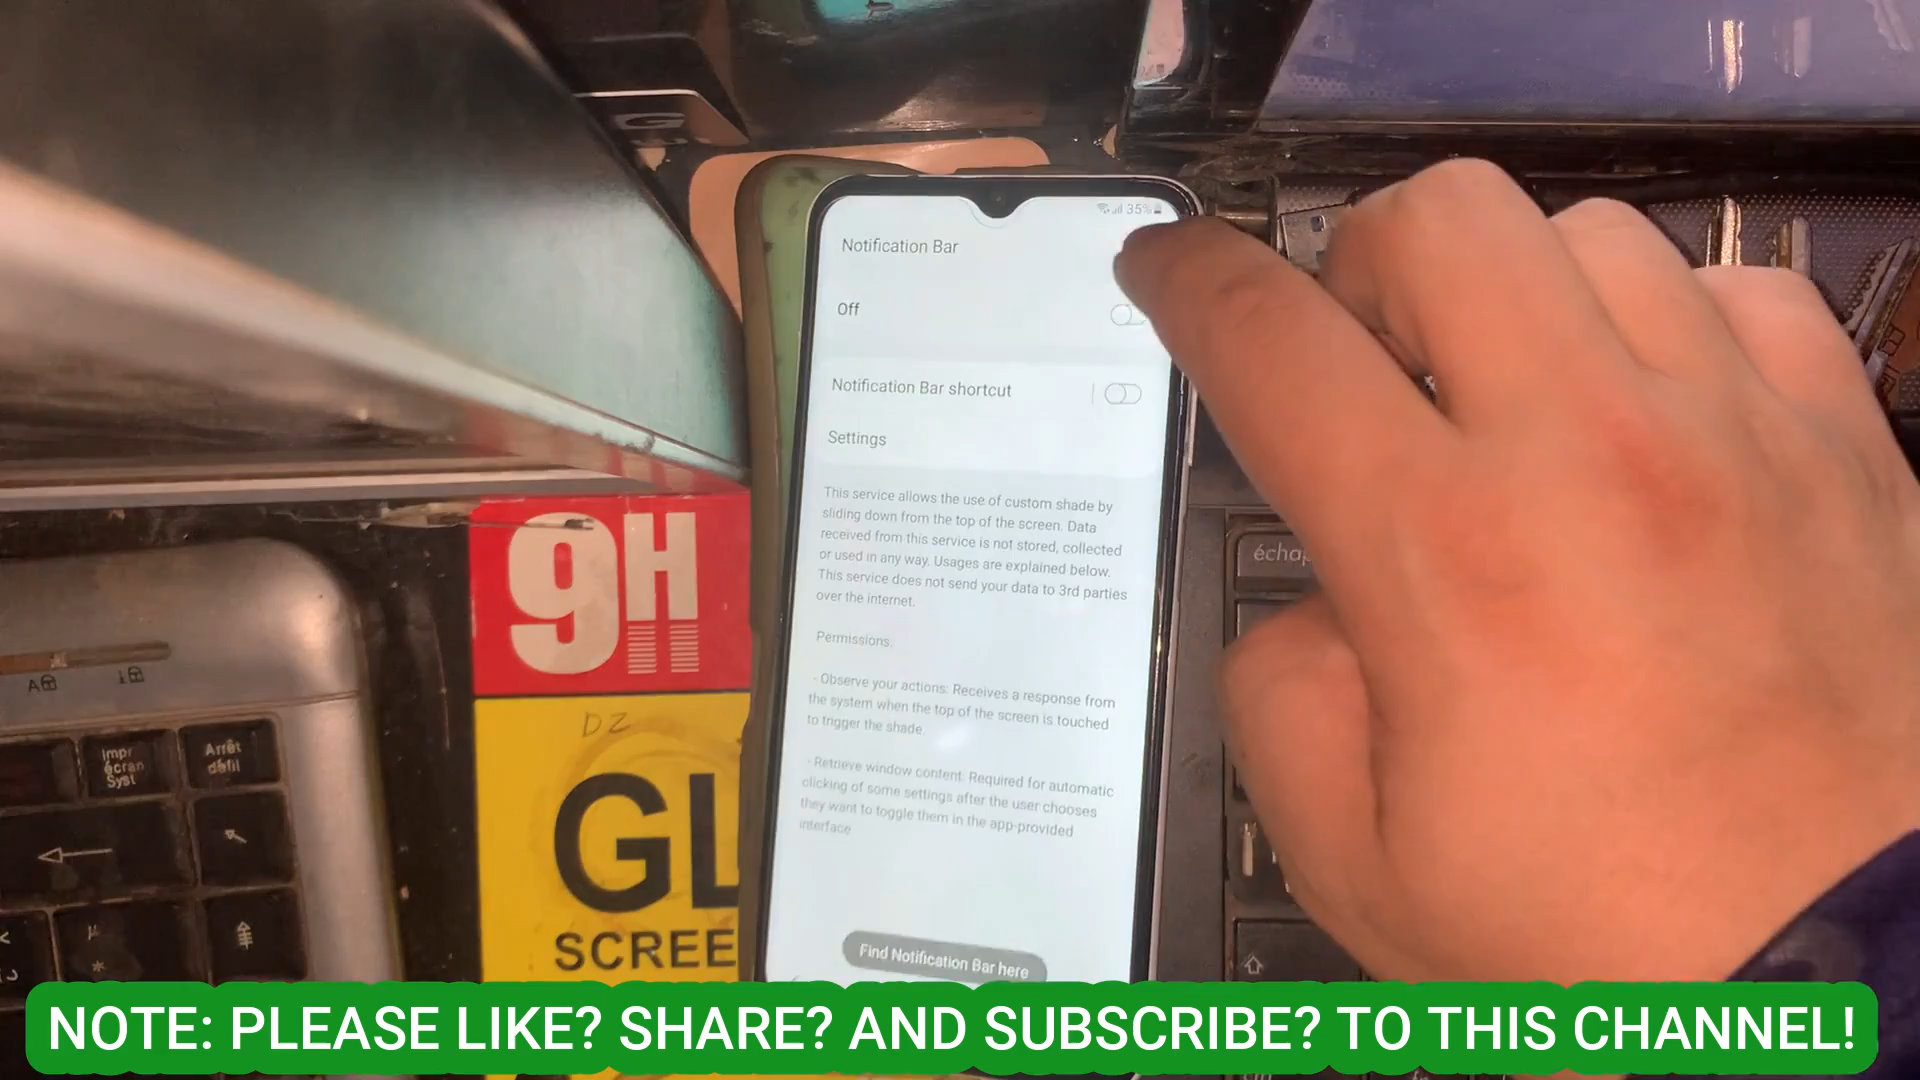 G
35%
Notification Bar
Off
Notification Bar shortcut
Settings
This service allows the use of custom shade by
sliding down from the top of the screen. Data
received from this service is not stored, collected
or used in any way. Usages are explained below.
This service does not send your data to 3rd parties
over the internet.
Permissions:
- Observe your actions: Receives a response from
the system when the top of the screen is touched
to trigger the shade.
- Retrieve window content: Required for automatic
clicking of some settings after the user chooses
they want to toggle them in the app-provided
interface
Find Notification Bar here
9H
DZ
GL
SCREE
échap
A
Impr
écran
Syst
Arrêt
défil
*
NOTE: PLEASE LIKE? SHARE? AND SUBSCRIBE? TO THIS CHANNEL!